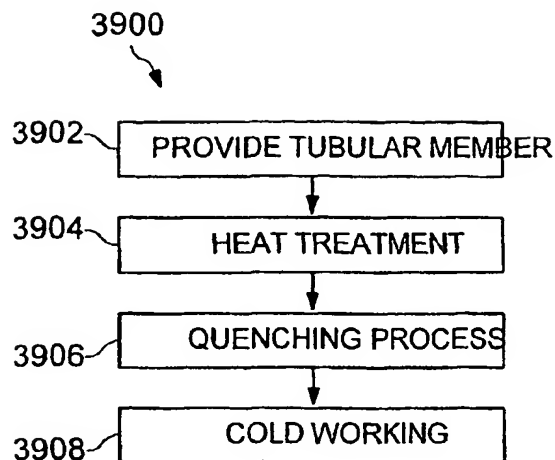 3900
3902
PROVIDE TUBULAR MEMBER
3904
HEAT TREATMENT
3906
QUENCHING PROCESS
3908
COLD WORKING